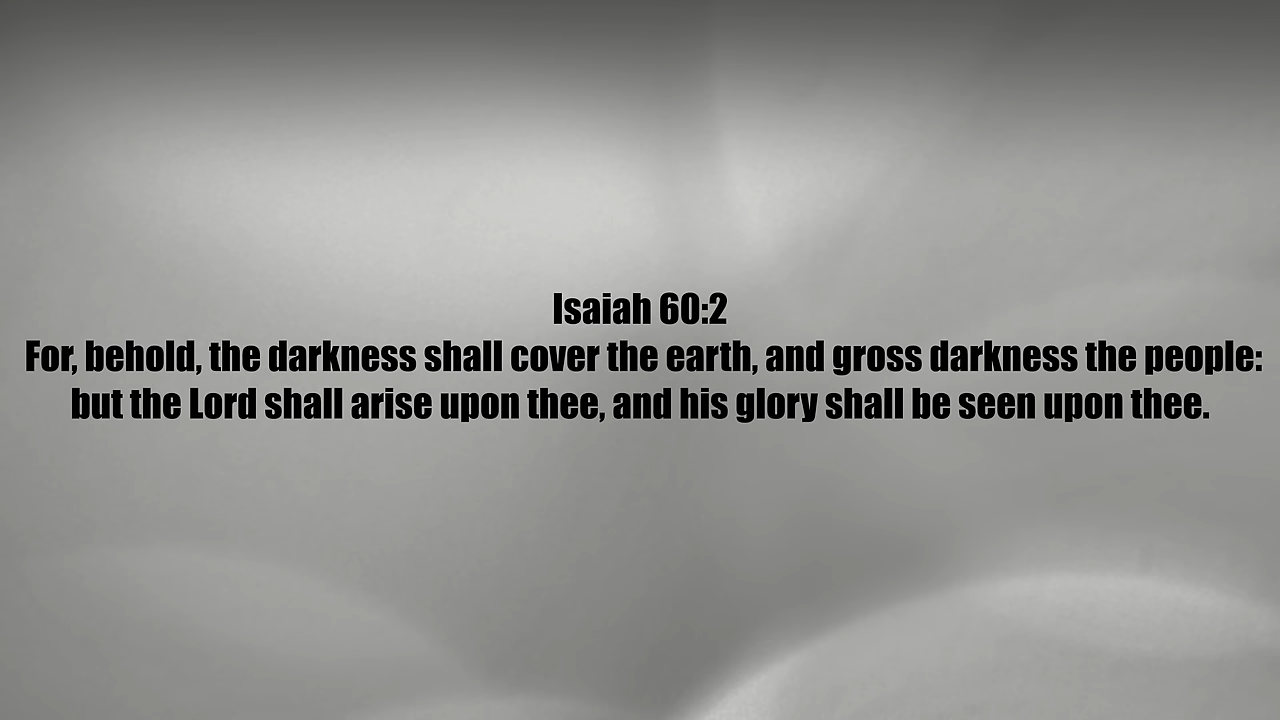 Isaiah 60:2
For, behold, the darkness shall cover the earth, and gross darkness the people:
but the Lord shall arise upon thee, and his glory shall be seen upon thee.